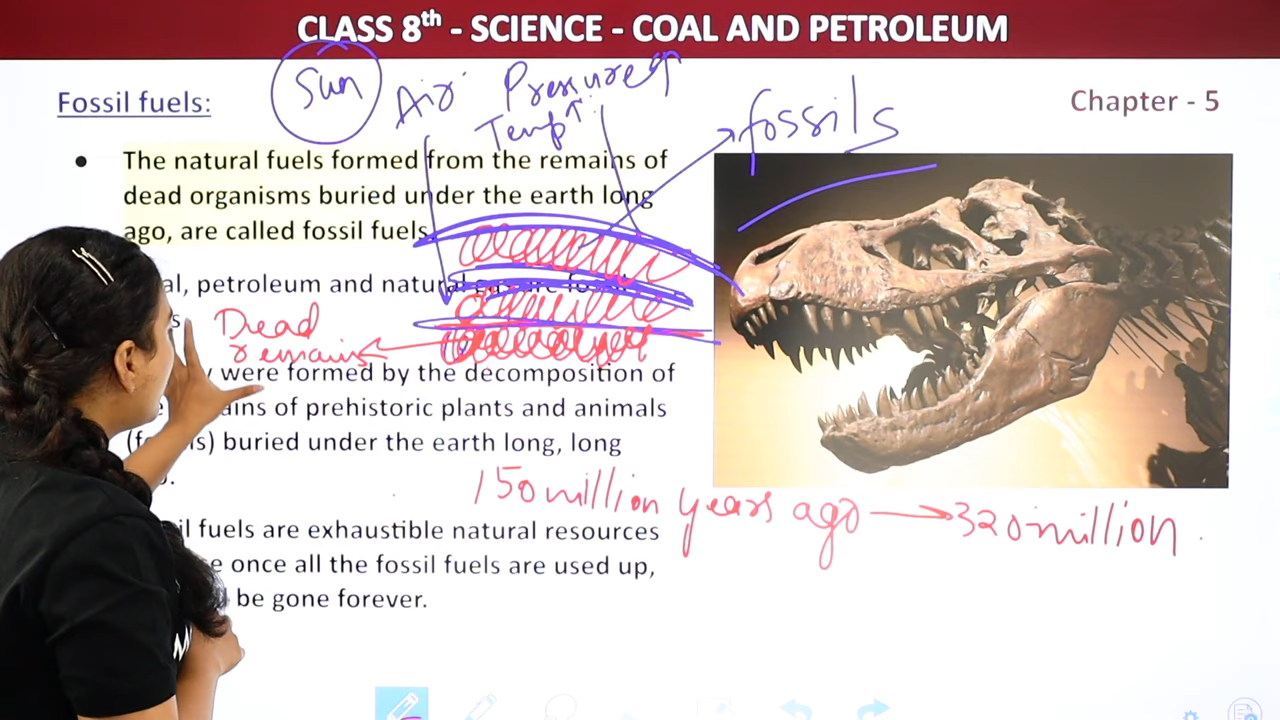 CLASS 8th - SCIENCE - COAL AND PETROLEUM
Sun
Air
Pressure↑
Temp↑
fossils
Fossil fuels:
Chapter - 5
• The natural fuels formed from the remains of
dead organisms buried under the earth long
ago, are called fossil fuels
al, petroleum and natural gas are fossil
s
Dead
remains
were formed by the decomposition of
ains of prehistoric plants and animals
buried under the earth long, long
150 million years ago → 320 million
il fuels are exhaustible natural resources
e once all the fossil fuels are used up,
be gone forever.